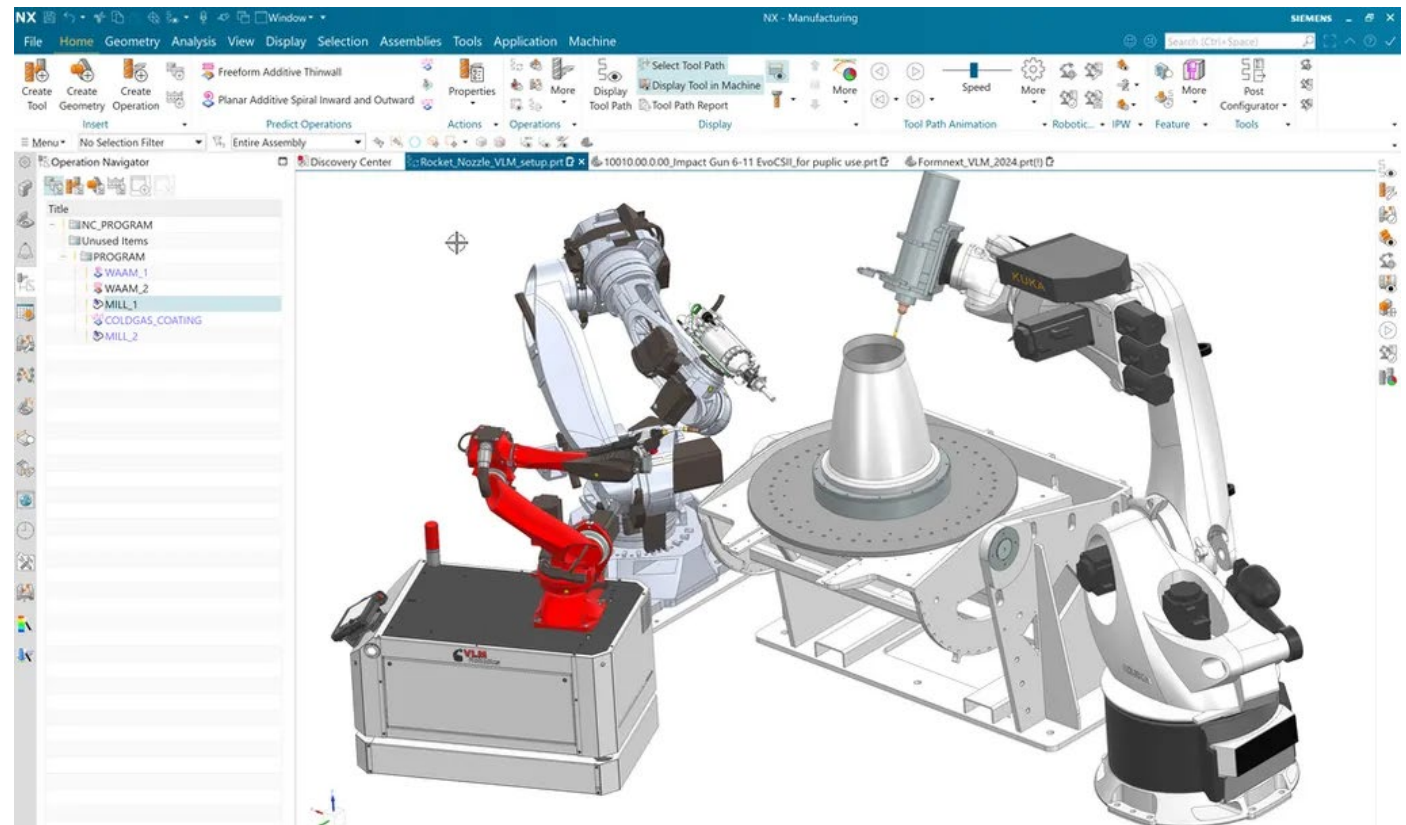 NX Window NX - Manufacturing SIEMENS
File Home Geometry Analysis View Display Selection Assemblies Tools Application Machine Search (Ctrl+Space)
Create Tool
Create Geometry
Create Operation
Insert
Freeform Additive Thinwall
Planar Additive Spiral Inward and Outward
Predict Operations
Properties
Actions
More
Operations
Display Tool Path
Select Tool Path
Display Tool in Machine
Tool Path Report
More
Display
Speed
More
Tool Path Animation
Robotic...
IPW
More
Feature
Post Configurator
Tools
Menu No Selection Filter Entire Assembly
Operation Navigator
Discovery Center Rocket_Nozzle_VLM_setup.prt 10010.00.0.00_Impact Gun 6-11 EvoCSII_for puplic use.prt Formnext_VLM_2024.prt(!)
Title
NC_PROGRAM
Unused Items
PROGRAM
WAAM_1
WAAM_2
MILL_1
COLDGAS_COATING
MILL_2
KUKA
VLM